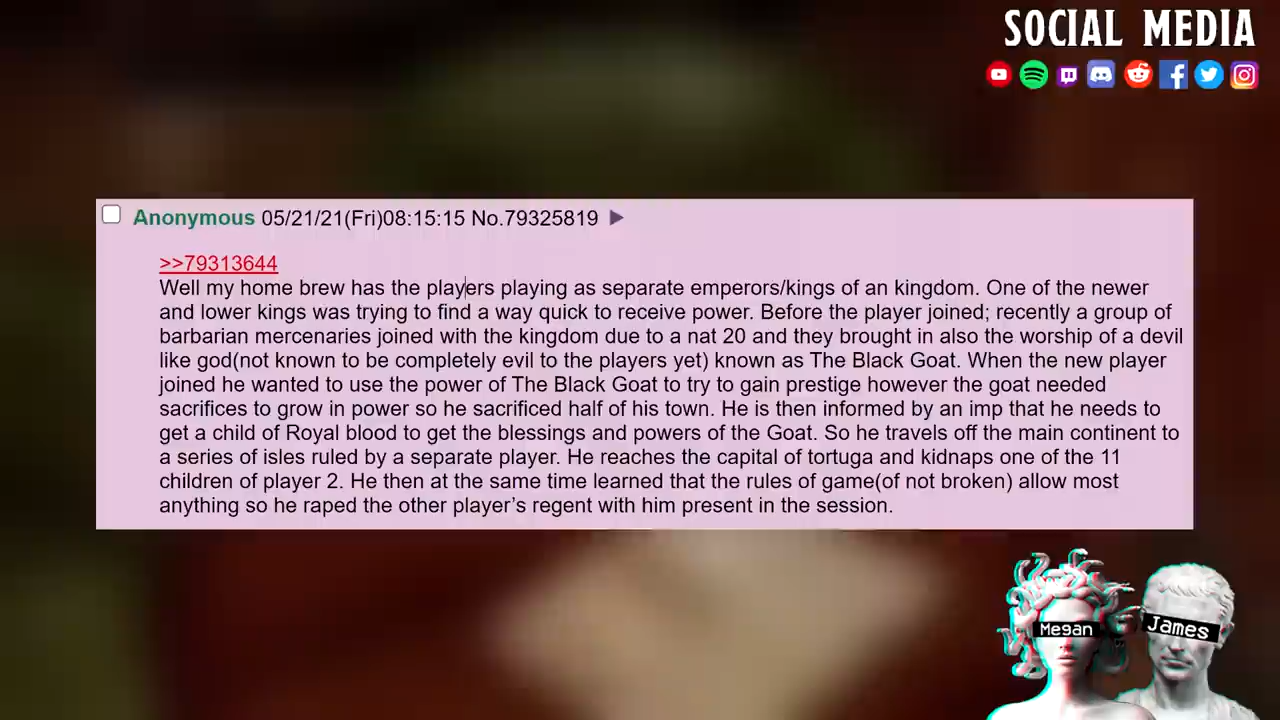 SOCIAL MEDIA
Anonymous 05/21/21(Fri)08:15:15 No.79325819
>>79313644
Well my home brew has the players playing as separate emperors/kings of an kingdom. One of the newer
and lower kings was trying to find a way quick to receive power. Before the player joined; recently a group of
barbarian mercenaries joined with the kingdom due to a nat 20 and they brought in also the worship of a devil
like god(not known to be completely evil to the players yet) known as The Black Goat. When the new player
joined he wanted to use the power of The Black Goat to try to gain prestige however the goat needed
sacrifices to grow in power so he sacrificed half of his town. He is then informed by an imp that he needs to
get a child of Royal blood to get the blessings and powers of the Goat. So he travels off the main continent to
a series of isles ruled by a separate player. He reaches the capital of tortuga and kidnaps one of the 11
children of player 2. He then at the same time learned that the rules of game(of not broken) allow most
anything so he raped the other player’s regent with him present in the session.
Megan
James